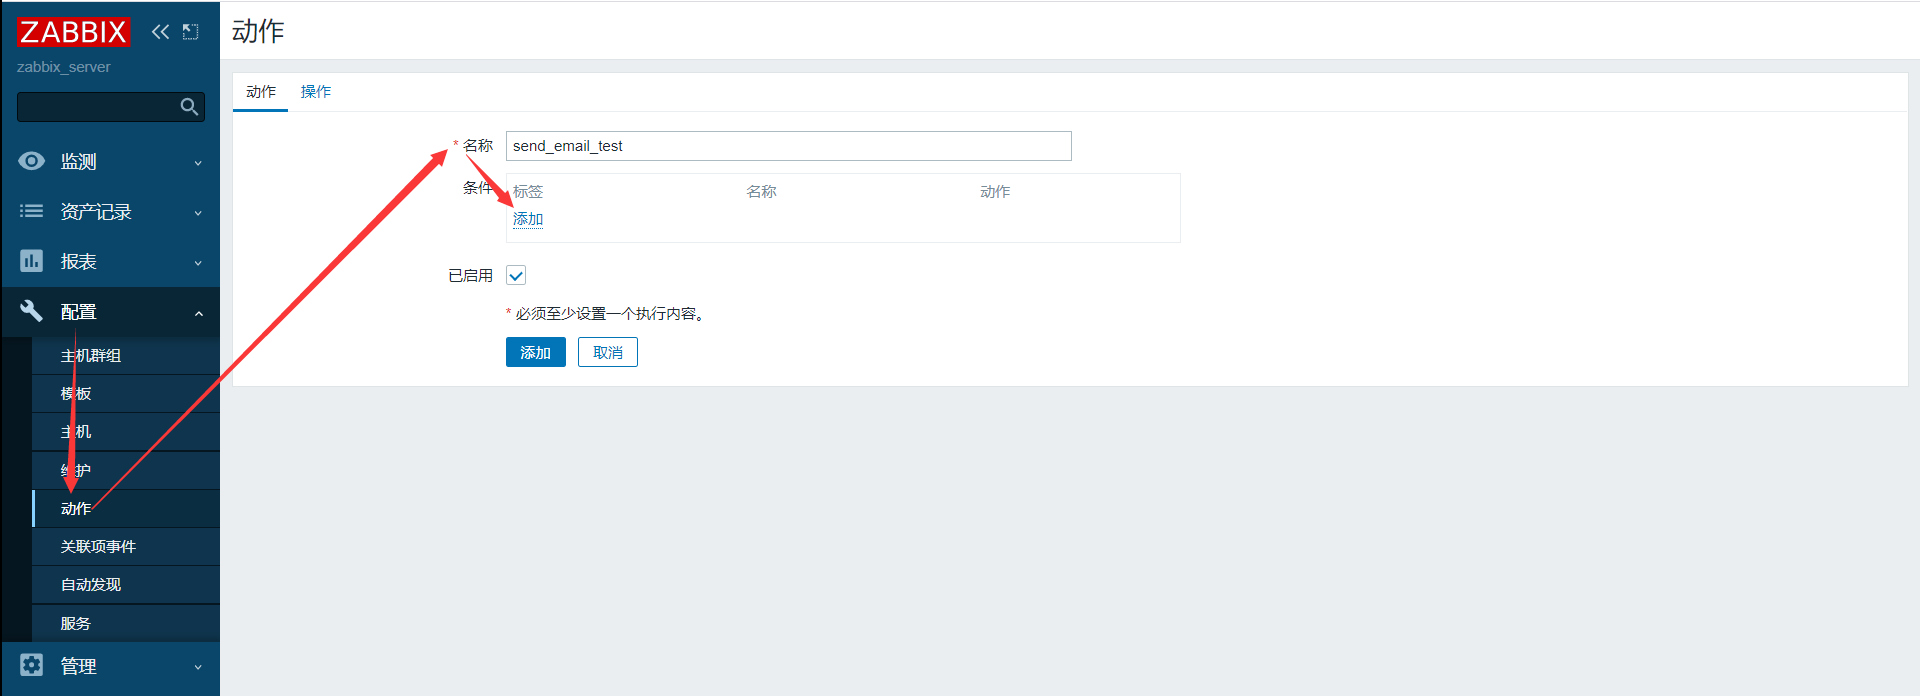 ZABBIX
zabbix_server
监测
资产记录
报表
配置
主机群组
模板
主机
维护
动作
关联项事件
自动发现
服务
管理
动作
动作 操作
* 名称 send_email_test
条件 标签 名称 动作
添加
已启用
* 必须至少设置一个执行内容。
添加 取消